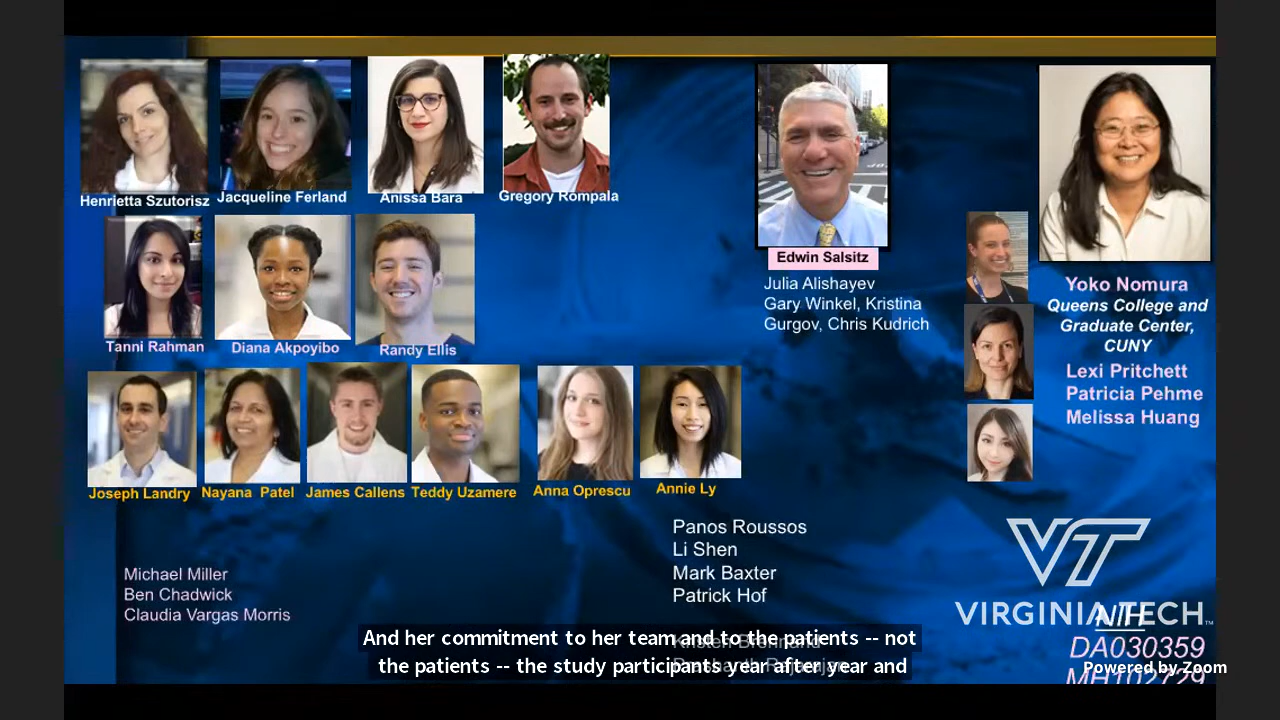 Henrietta Szutorisz
Jacqueline Ferland
Anissa Bara
Gregory Rompala
Tanni Rahman
Diana Akpoyibo
Randy Ellis
Joseph Landry
Nayana Patel
James Callens
Teddy Uzamere
Anna Oprescu
Annie Ly
Michael Miller
Ben Chadwick
Claudia Vargas Morris
Edwin Salsitz
Julia Alishayev
Gary Winkel, Kristina
Gurgov, Chris Kudrich
Yoko Nomura
Queens College and
Graduate Center,
CUNY
Lexi Pritchett
Patricia Pehme
Melissa Huang
Panos Roussos
Li Shen
Mark Baxter
Patrick Hof
VT
VIRGINIA TECH™
NIH
DA030359
MH102729
And her commitment to her team and to the patients -- not
the patients -- the study participants year after year and
Powered by Zoom